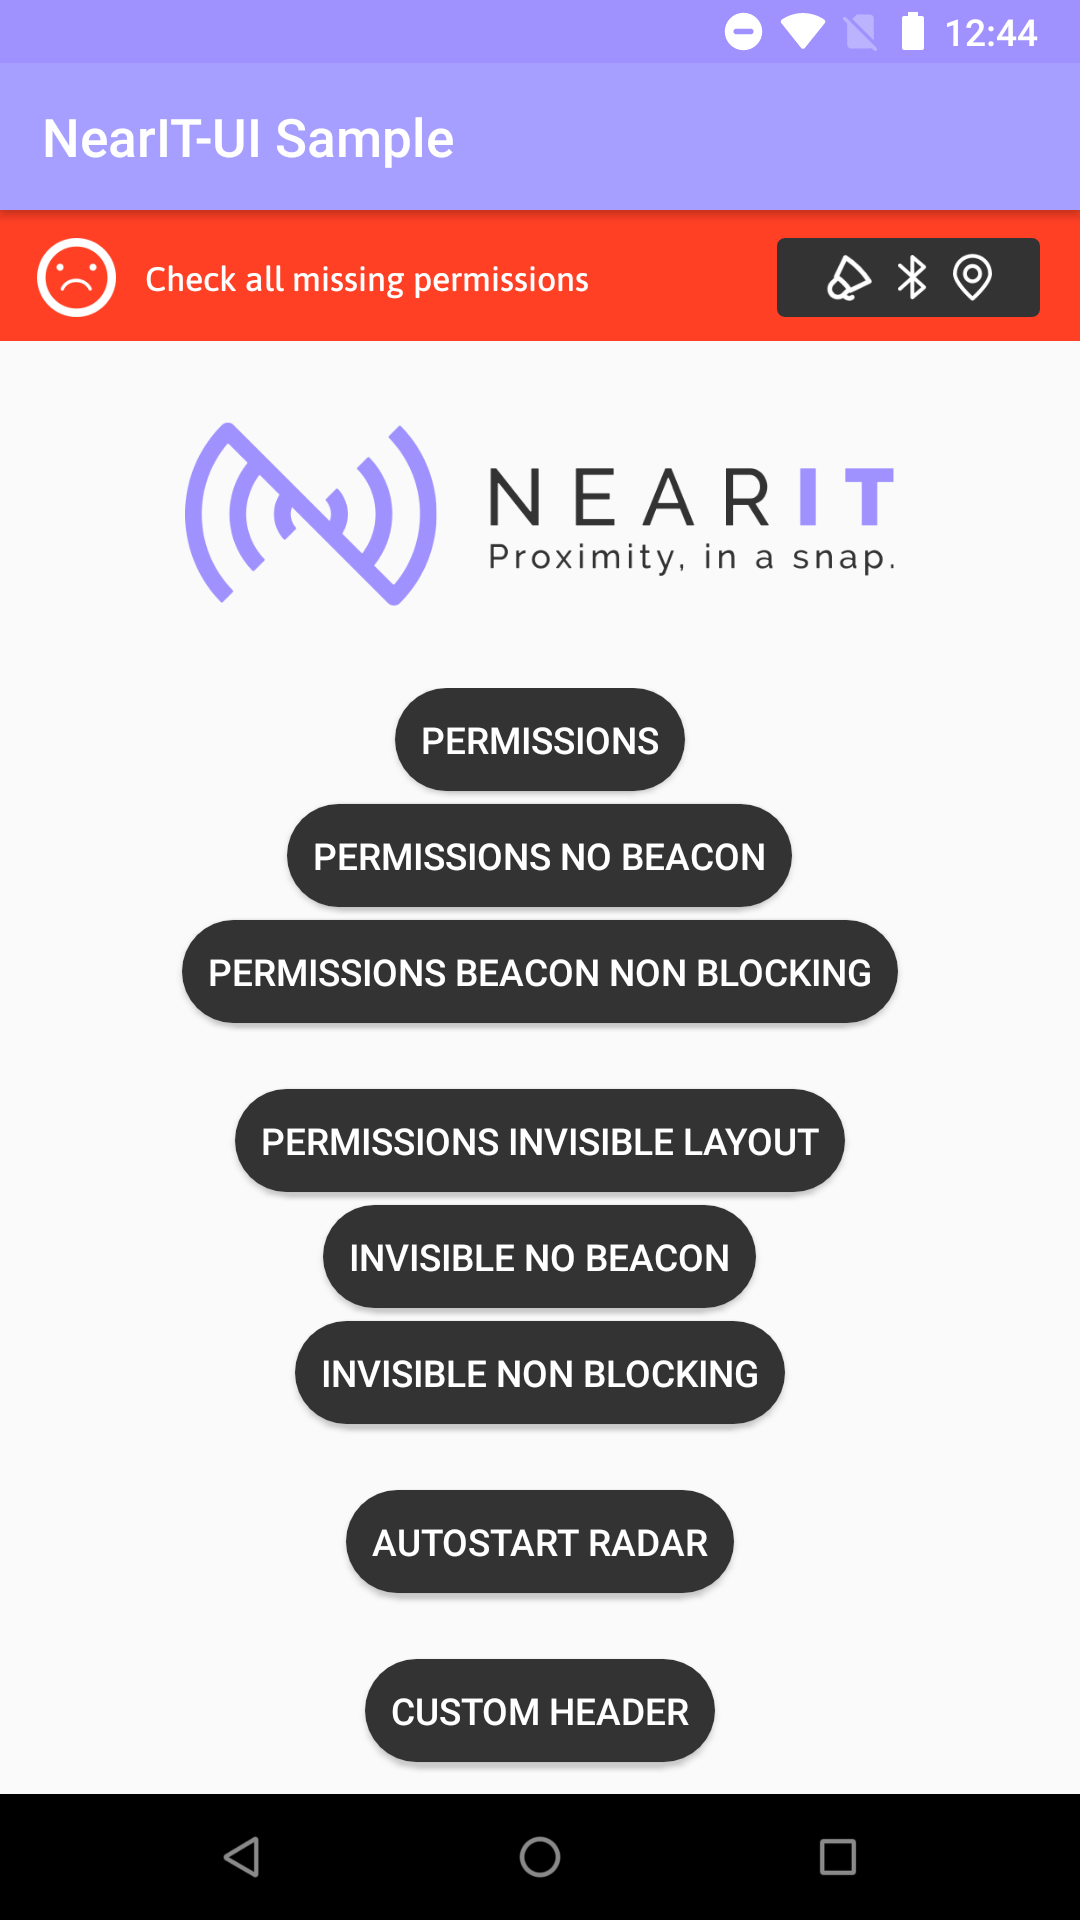 12:44
NearIT-UI Sample
Check all missing permissions
NEARIT
Proximity, in a snap.
PERMISSIONS
PERMISSIONS NO BEACON
PERMISSIONS BEACON NON BLOCKING
PERMISSIONS INVISIBLE LAYOUT
INVISIBLE NO BEACON
INVISIBLE NON BLOCKING
AUTOSTART RADAR
CUSTOM HEADER